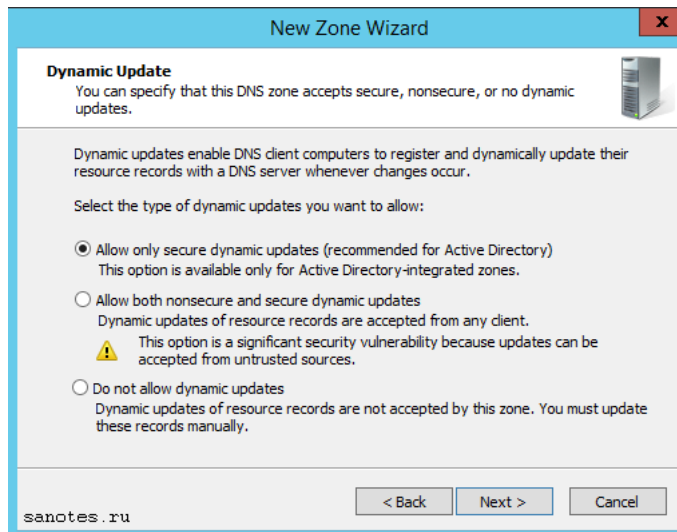 New Zone Wizard
x
Dynamic Update
You can specify that this DNS zone accepts secure, nonsecure, or no dynamic
updates.
Dynamic updates enable DNS client computers to register and dynamically update their
resource records with a DNS server whenever changes occur.
Select the type of dynamic updates you want to allow:
Allow only secure dynamic updates (recommended for Active Directory)
This option is available only for Active Directory-integrated zones.
Allow both nonsecure and secure dynamic updates
Dynamic updates of resource records are accepted from any client.
This option is a significant security vulnerability because updates can be
accepted from untrusted sources.
Do not allow dynamic updates
Dynamic updates of resource records are not accepted by this zone. You must update
these records manually.
< Back Next > Cancel
sanotes.ru